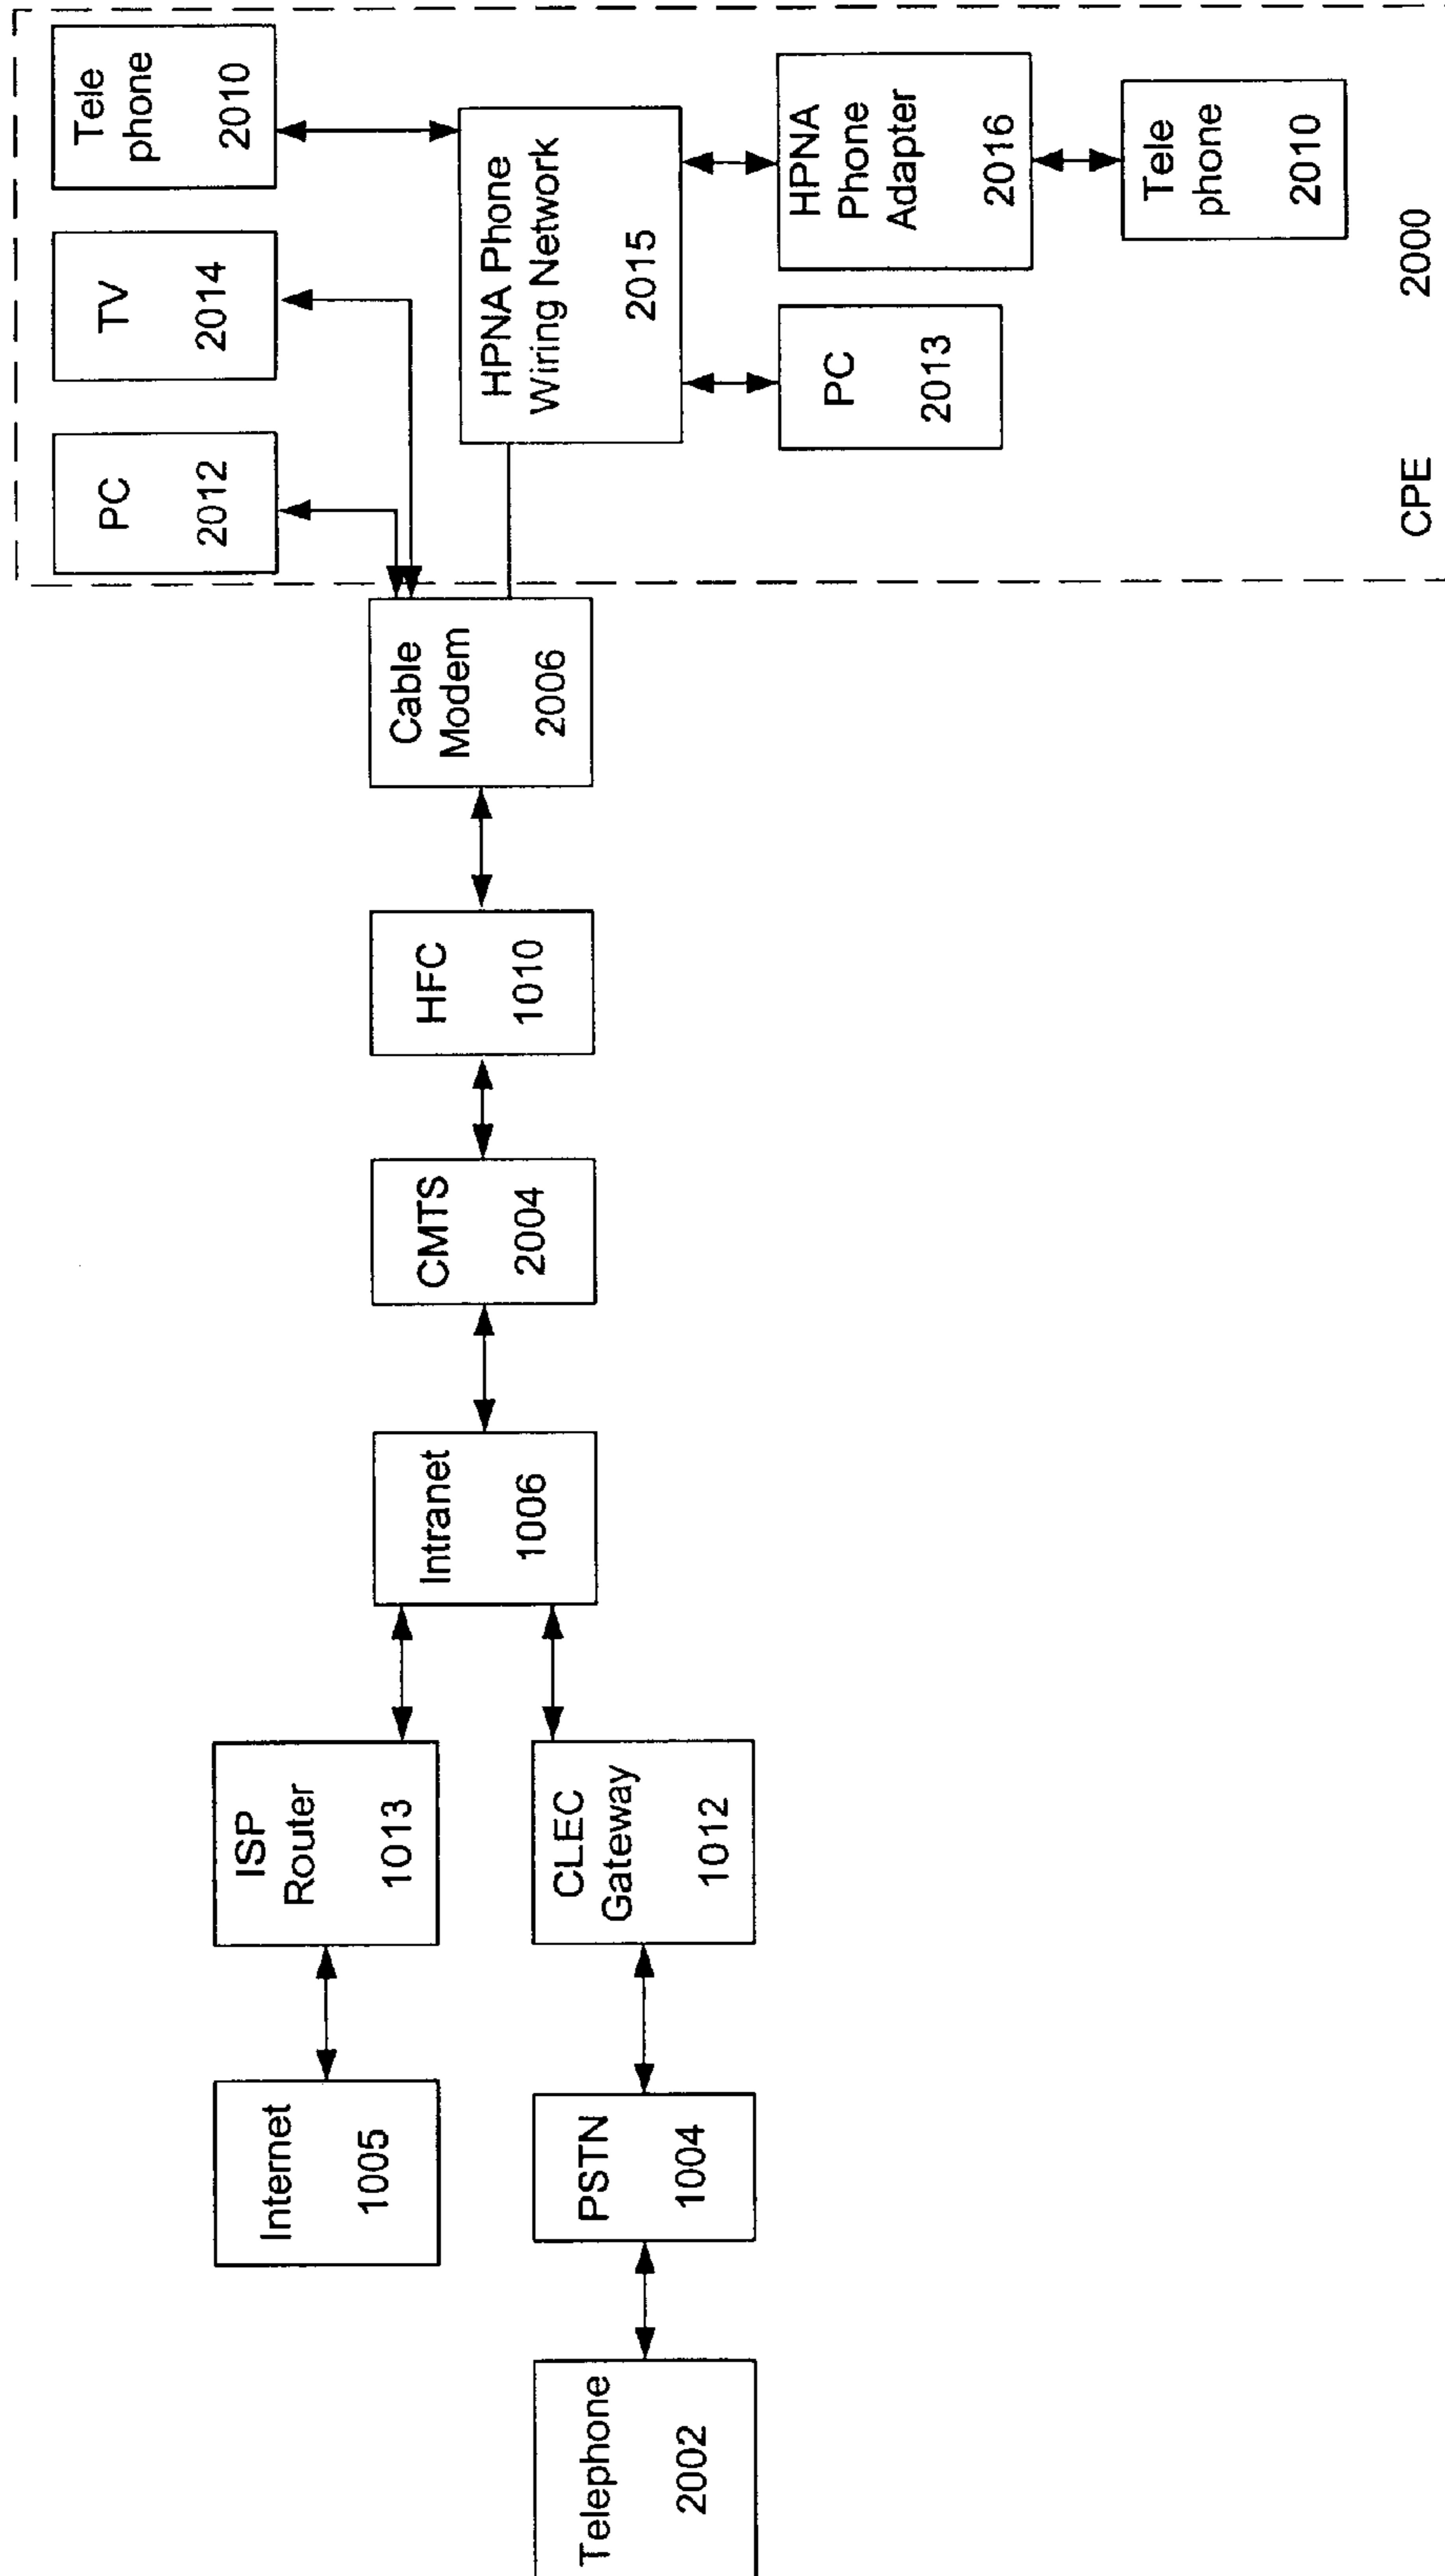 Telephone
2002
PSTN
1004
Internet
1005
ISP
Router
1013
CLEC
Gateway
1012
Intranet
1006
CMTS
2004
HFC
1010
Cable
Modem
2006
PC
2012
TV
2014
Tele
phone
2010
HPNA Phone
Wiring Network
2015
PC
2013
HPNA
Phone
Adapter
2016
Tele
phone
2010
CPE 2000